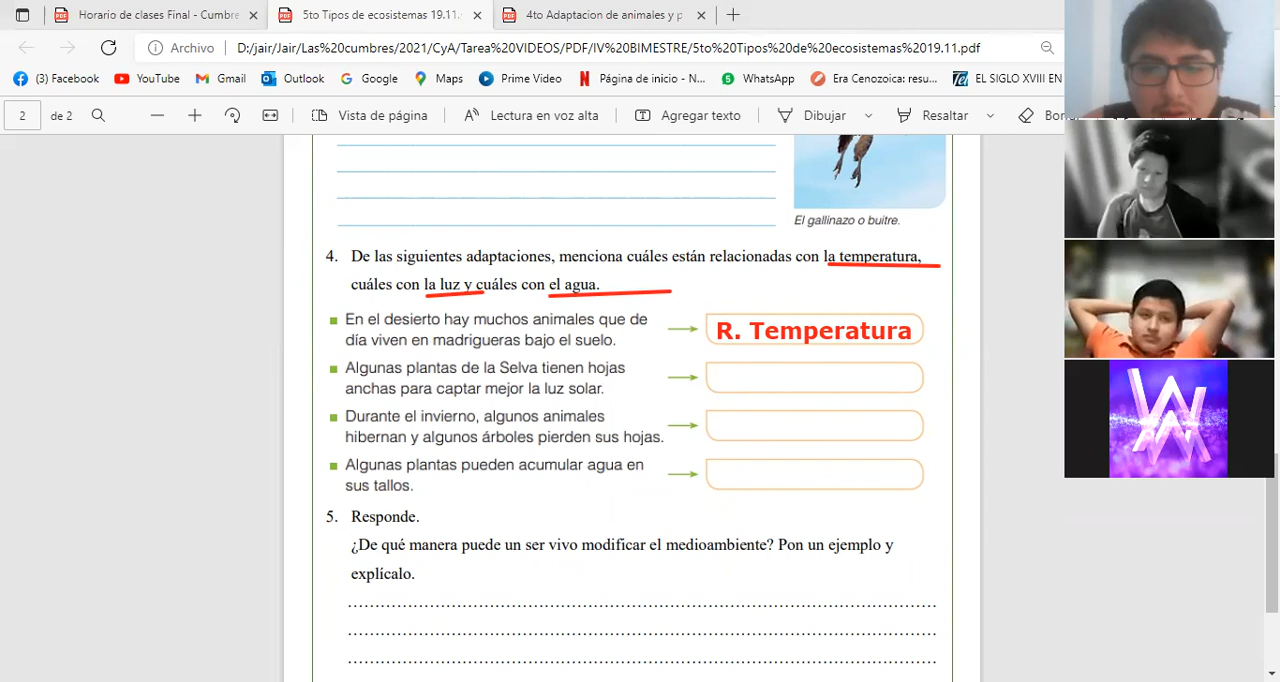 Horario de clases Final - Cumbre
5to Tipos de ecosistemas 19.11.
4to Adaptacion de animales y p
Archivo
D:/jair/Jair/Las%20cumbres/2021/CyA/Tarea%20VIDEOS/PDF/IV%20BIMESTRE/5to%20Tipos%20de%20ecosistemas%2019.11.pdf
(3) Facebook
YouTube
Gmail
Outlook
Google
Maps
Prime Video
Página de inicio - N...
WhatsApp
Era Cenozoica: resu...
EL SIGLO XVIII EN
2
de 2
Vista de página
Lectura en voz alta
Agregar texto
Dibujar
Resaltar
Bor
El gallinazo o buitre.
4. De las siguientes adaptaciones, menciona cuáles están relacionadas con la temperatura,
cuáles con la luz y cuáles con el agua.
En el desierto hay muchos animales que de
día viven en madrigueras bajo el suelo.
R. Temperatura
Algunas plantas de la Selva tienen hojas
anchas para captar mejor la luz solar.
Durante el invierno, algunos animales
hibernan y algunos árboles pierden sus hojas.
Algunas plantas pueden acumular agua en
sus tallos.
5. Responde.
¿De qué manera puede un ser vivo modificar el medioambiente? Pon un ejemplo y
explícalo.